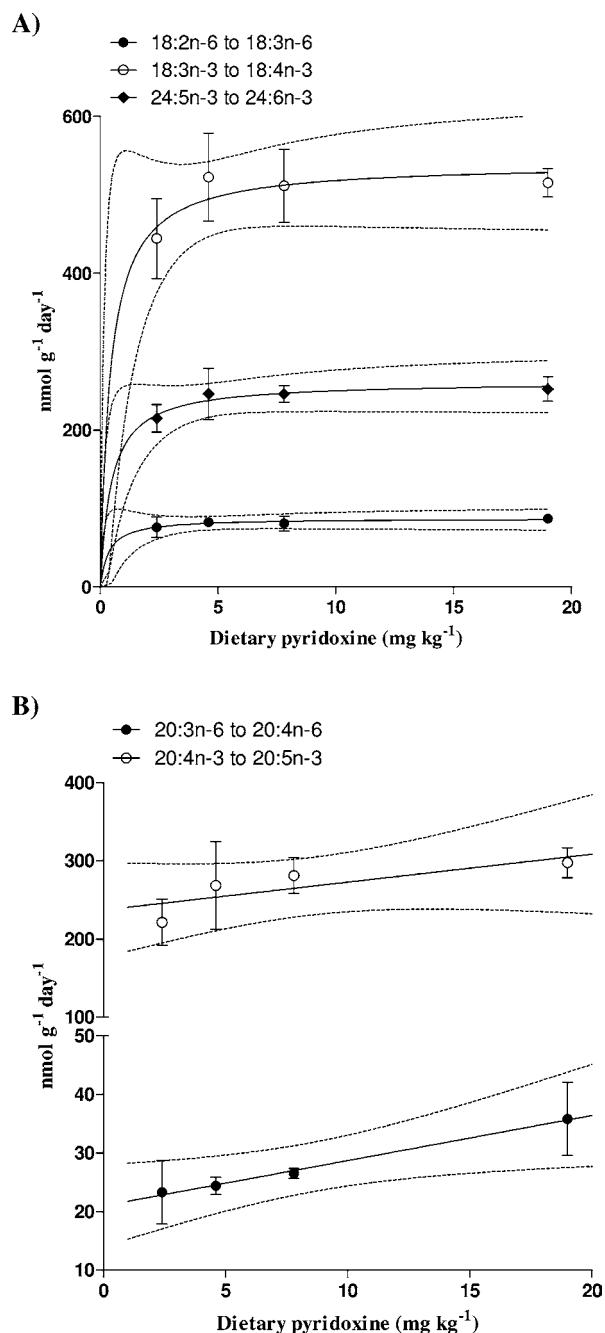 A)
18:2n-6 to 18:3n-6
18:3n-3 to 18:4n-3
24:5n-3 to 24:6n-3
600
400
200
0
nmol g⁻¹ day⁻¹
0 5 10 15 20
Dietary pyridoxine (mg kg⁻¹)
B)
20:3n-6 to 20:4n-6
20:4n-3 to 20:5n-3
400
300
200
100
50
40
30
20
10
nmol g⁻¹ day⁻¹
0 5 10 15 20
Dietary pyridoxine (mg kg⁻¹)